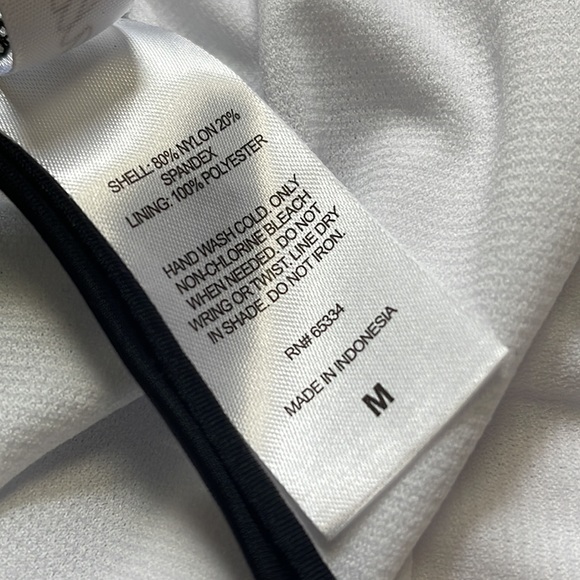 SHELL: 80% NYLON 20%
SPANDEX
LINING: 100% POLYESTER
HAND WASH COLD. ONLY
NON-CHLORINE BLEACH
WHEN NEEDED. DO NOT
WRING OR TWIST. LINE DRY
IN SHADE. DO NOT IRON.
RN# 65334
MADE IN INDONESIA
M